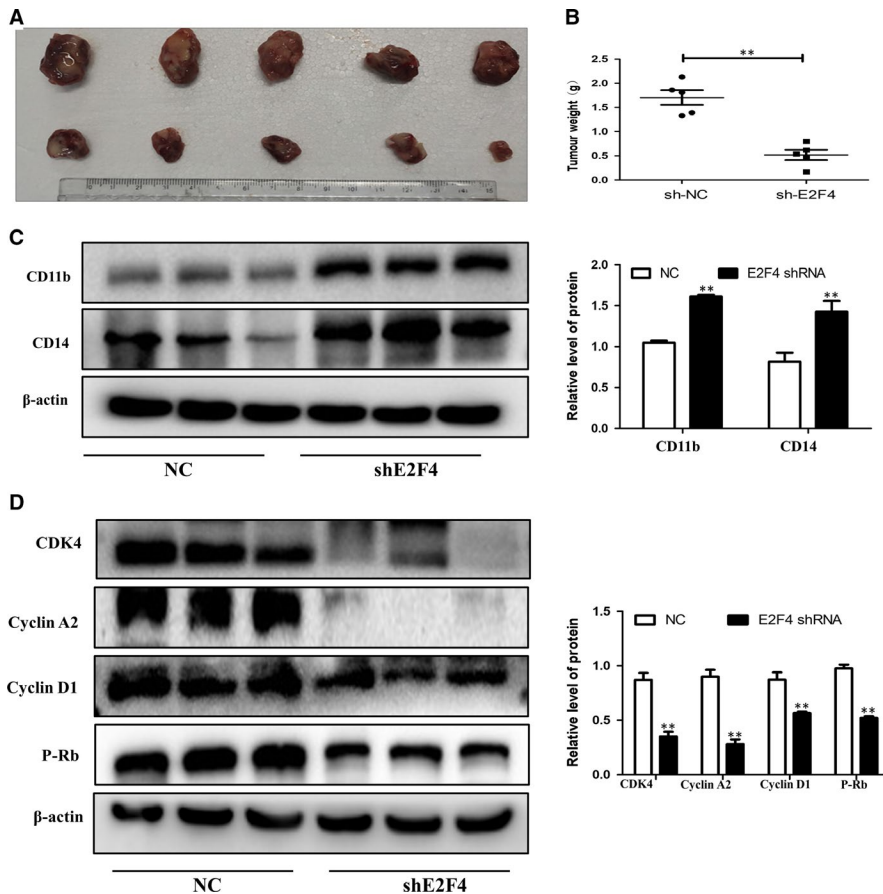 A
B
Tumour weight (g)
2.5
2.0
1.5
1.0
0.5
0.0
**
sh-NC
sh-E2F4
C
CD11b
CD14
β-actin
NC
shE2F4
Relative level of protein
2.0
1.5
1.0
0.5
0.0
NC
E2F4 shRNA
**
**
CD11b
CD14
D
CDK4
Cyclin A2
Cyclin D1
P-Rb
β-actin
NC
shE2F4
Relative level of protein
1.5
1.0
0.5
0.0
NC
E2F4 shRNA
**
**
**
**
CDK4
Cyclin A2
Cyclin D1
P-Rb